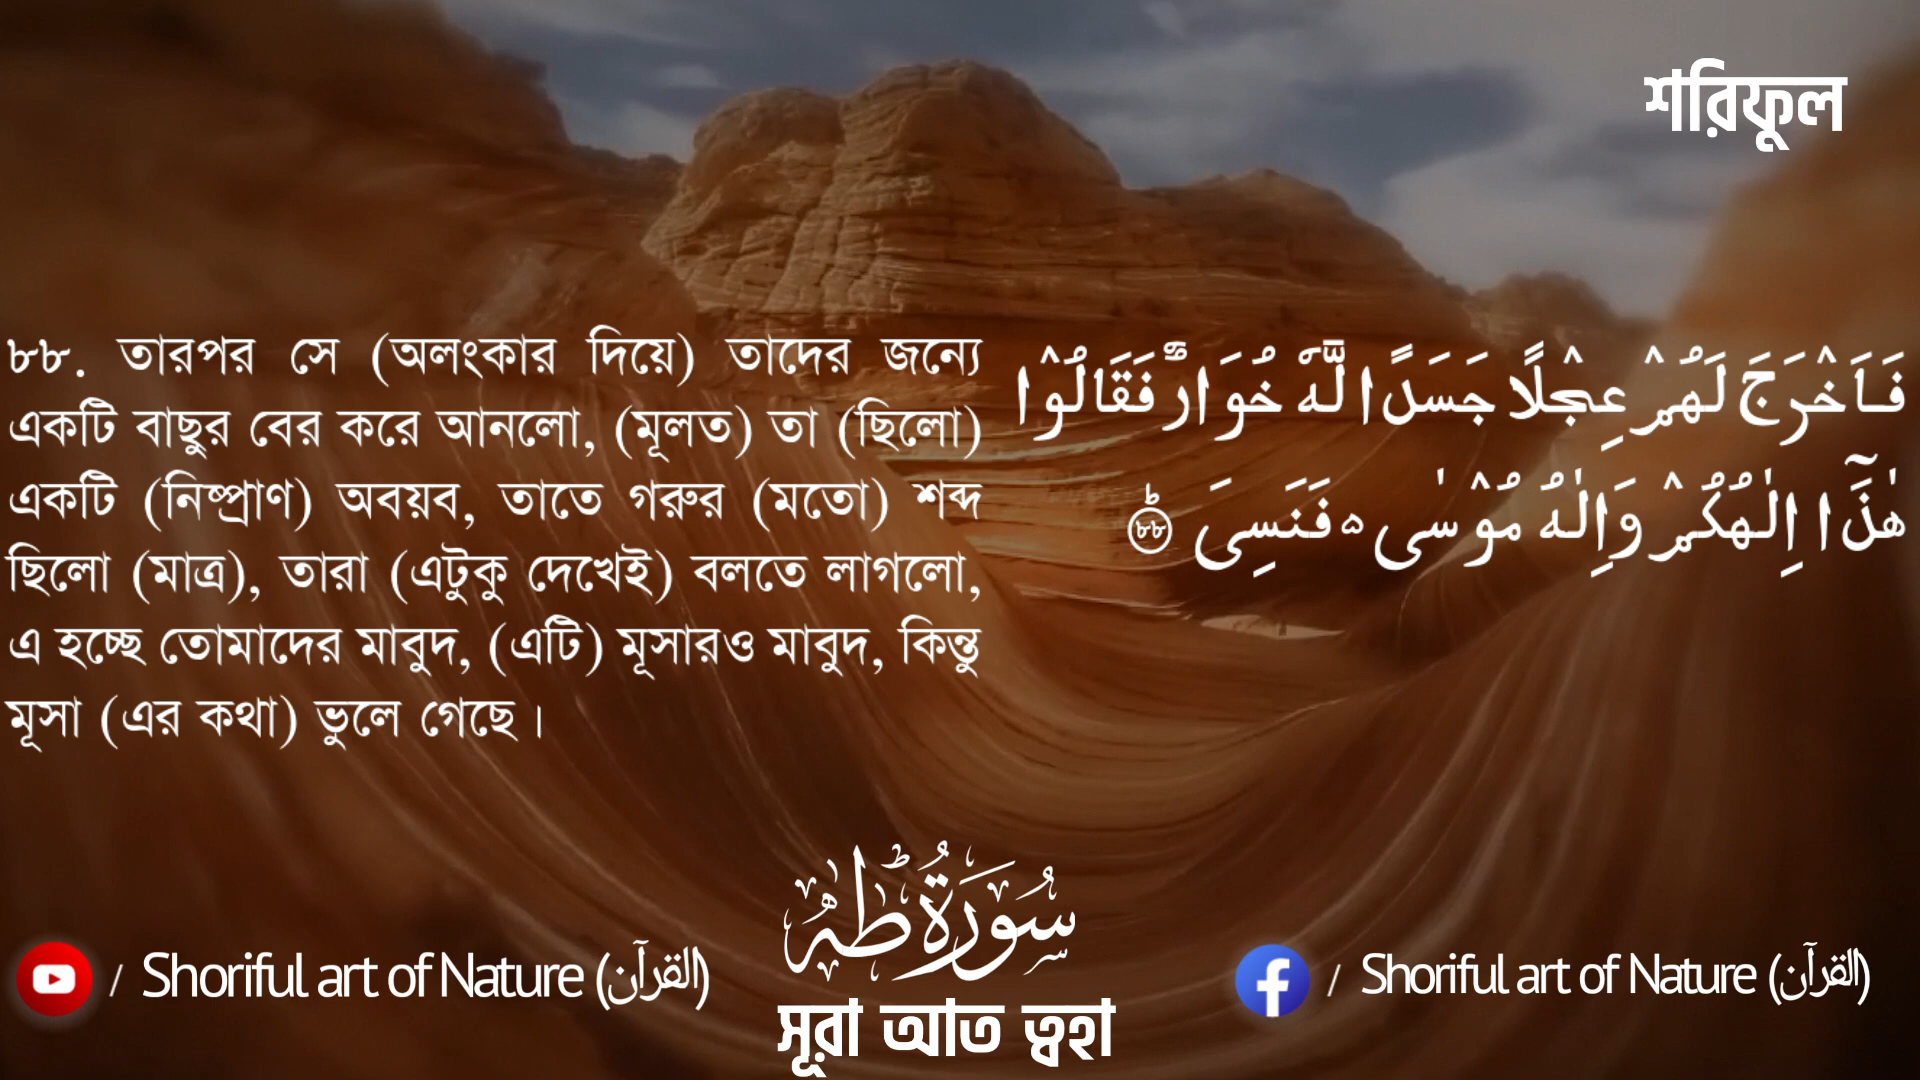 শরিফুল
৮৮. তারপর সে (অলংকার দিয়ে) তাদের জন্যে
একটি বাছুর বের করে আনলো, (মূলত) তা (ছিলো)
একটি (নিষ্প্রাণ) অবয়ব, তাতে গরুর (মতো) শব্দ
ছিলো (মাত্র), তারা (এটুকু দেখেই) বলতে লাগলো,
এ হচ্ছে তোমাদের মাবুদ, (এটি) মূসারও মাবুদ, কিন্তু
মূসা (এর কথা) ভুলে গেছে।
فَاَخْرَجَ لَهُمْ عِجْلًا جَسَدًا لَّهٗ خُوَارٌ فَقَالُوْا
هٰذَاۤ اِلٰهُكُمْ وَاِلٰهُ مُوْسٰى ۥ فَنَسِىَ ؕ ﴿৮৮﴾
سُوْرَةُ طٰهٰ
সূরা আত ত্বহা
/ Shoriful art of Nature (القرآن)
/ Shoriful art of Nature (القرآن)